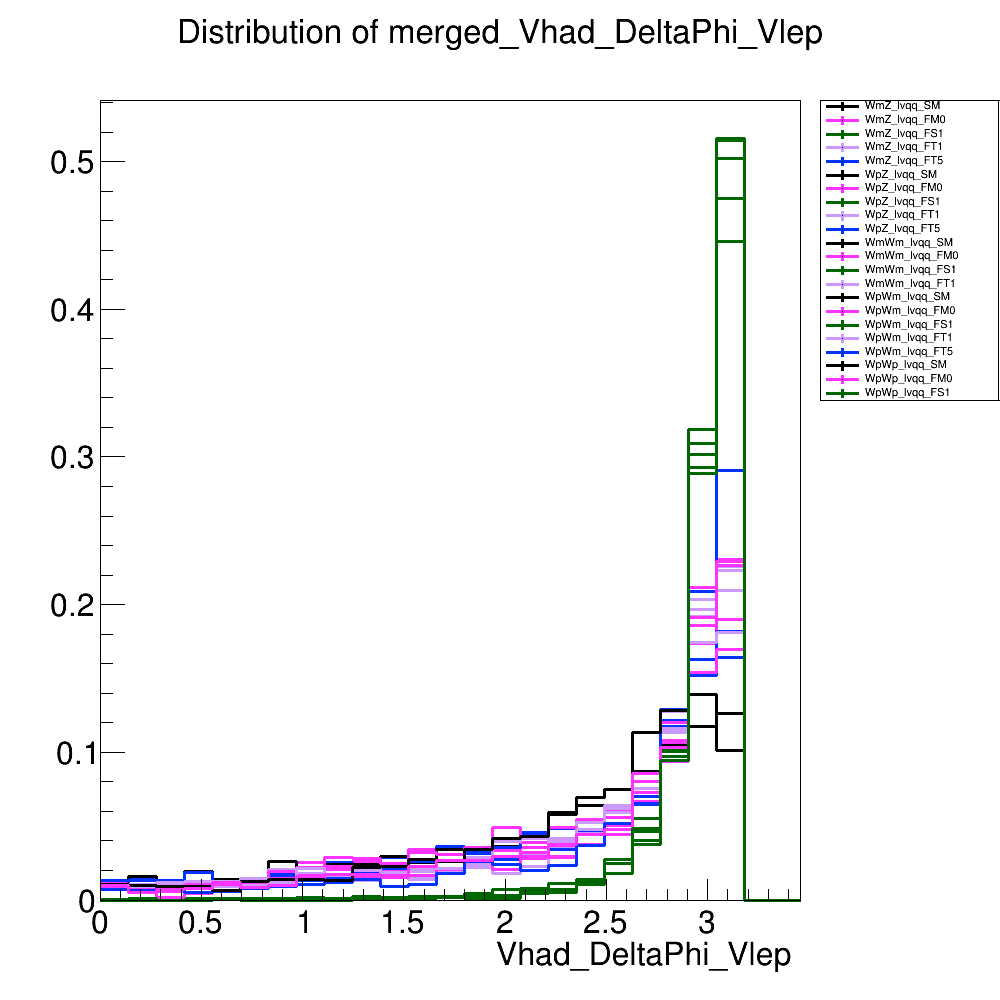 Distribution of merged_Vhad_DeltaPhi_Vlep
WmZ_lvqq_SM
WmZ_lvqq_FM0
WmZ_lvqq_FS1
WmZ_lvqq_FT1
WmZ_lvqq_FT5
WpZ_lvqq_SM
WpZ_lvqq_FM0
WpZ_lvqq_FS1
WpZ_lvqq_FT1
WpZ_lvqq_FT5
WmWm_lvqq_SM
WmWm_lvqq_FM0
WmWm_lvqq_FS1
WmWm_lvqq_FT1
WpWm_lvqq_SM
WpWm_lvqq_FM0
WpWm_lvqq_FS1
WpWm_lvqq_FT1
WpWm_lvqq_FT5
WpWp_lvqq_SM
WpWp_lvqq_FM0
WpWp_lvqq_FS1
0.5
0.4
0.3
0.2
0.1
0
0 0.5 1 1.5 2 2.5 3
Vhad_DeltaPhi_Vlep